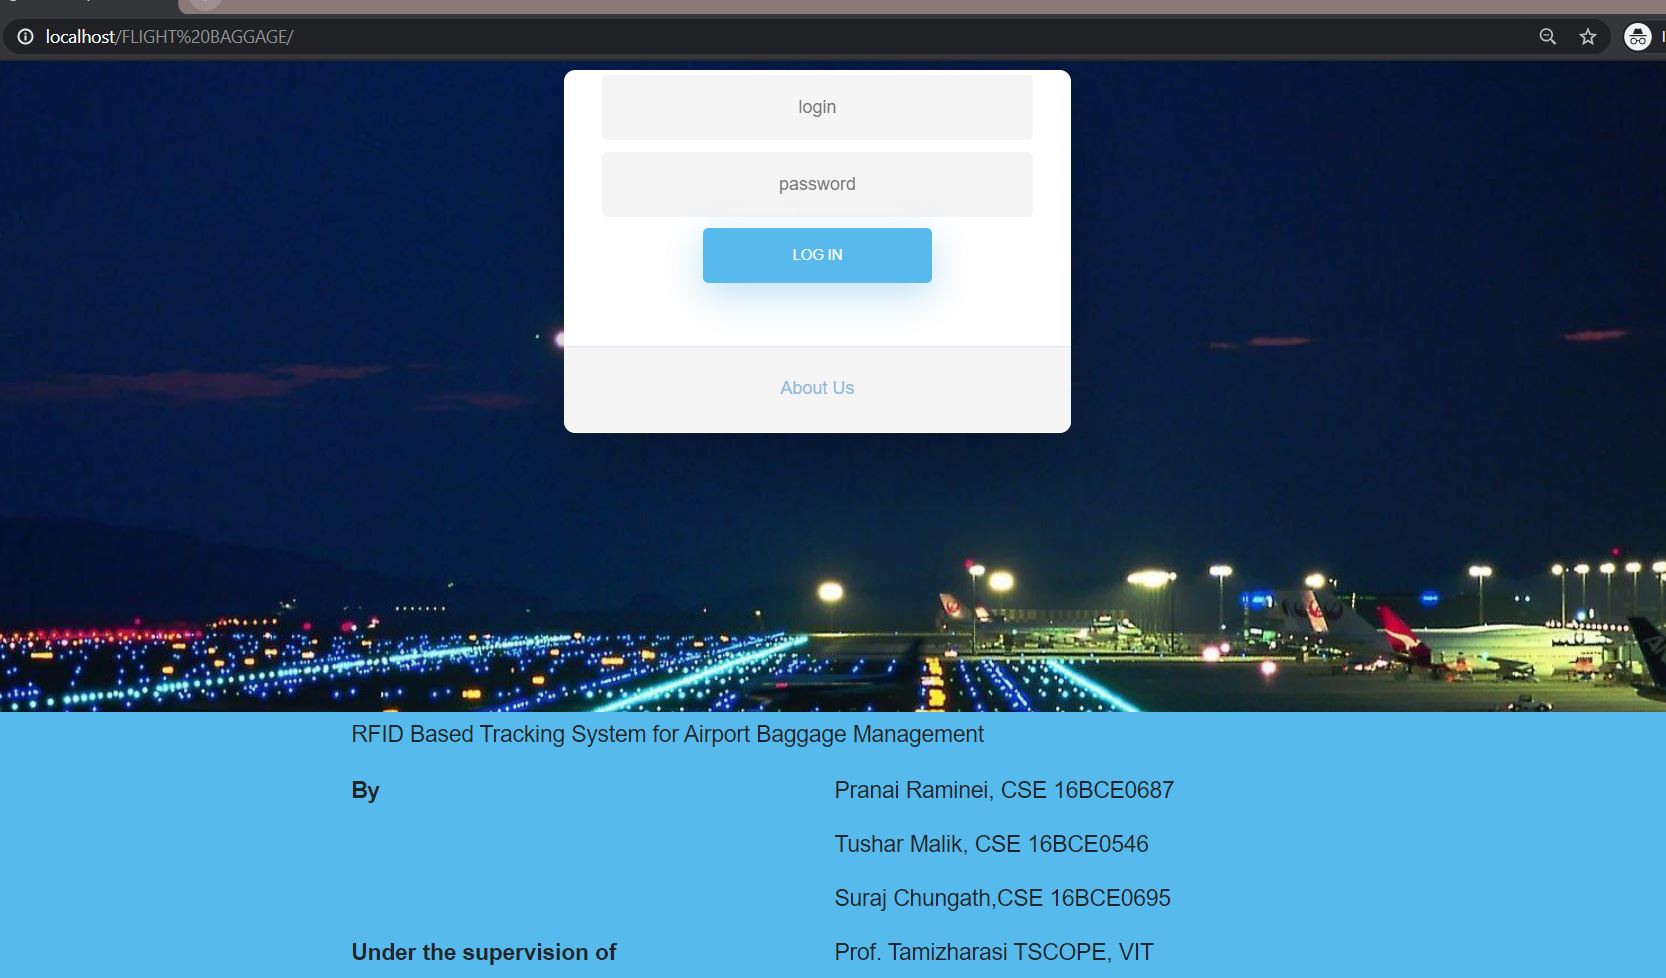 localhost/FLIGHT%20BAGGAGE/
login
password
LOG IN
About Us
RFID Based Tracking System for Airport Baggage Management
By Pranai Raminei, CSE 16BCE0687
Tushar Malik, CSE 16BCE0546
Suraj Chungath,CSE 16BCE0695
Under the supervision of Prof. Tamizharasi TSCOPE, VIT